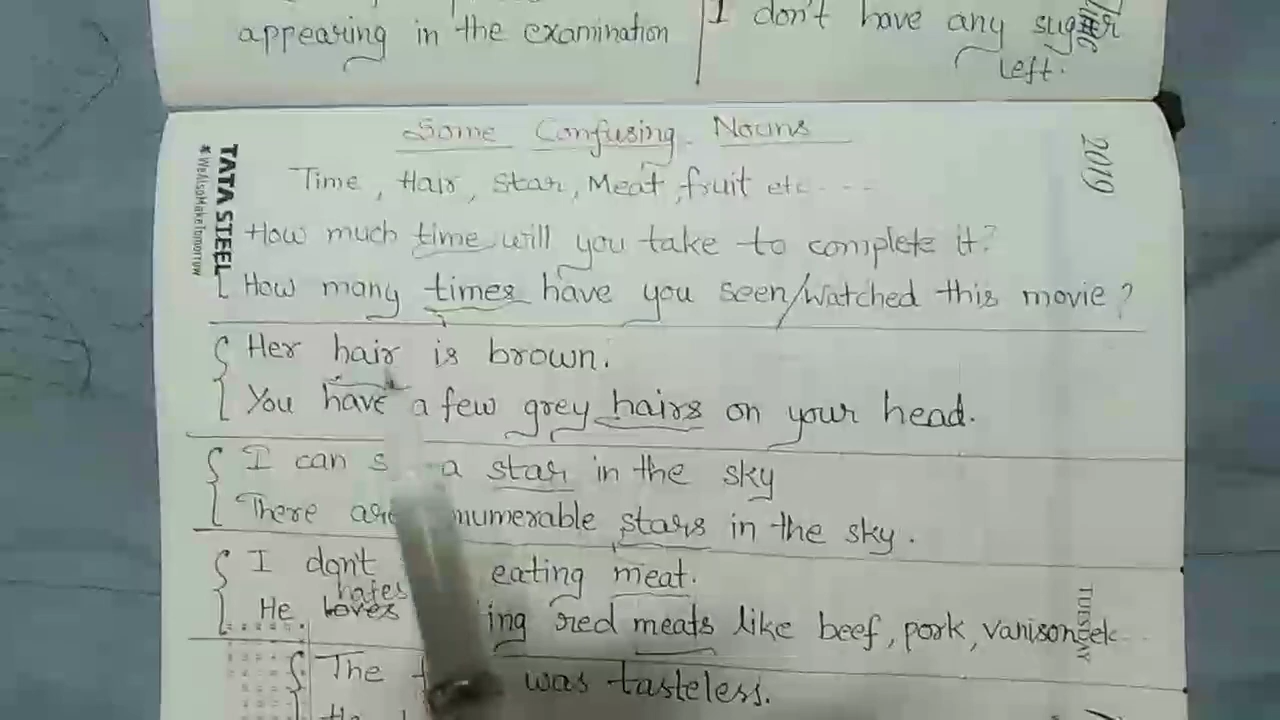 appearing in the examination
I don't have any sugar
left.
Some Confusing Nouns
2019
TATA STEEL
# WeAlsoMakeTomorrow
Time, Hair, Star, Meat, fruit etc ----
How much time will you take to complete it?
How many times have you seen/watched this movie?
Her hair is brown.
You have a few grey hairs on your head.
I can a star in the sky
There are stars in the sky.
I don't eating meat.
hates
He loves red meats like beef, pork, vanison
TUESDAY
The was tasteless.